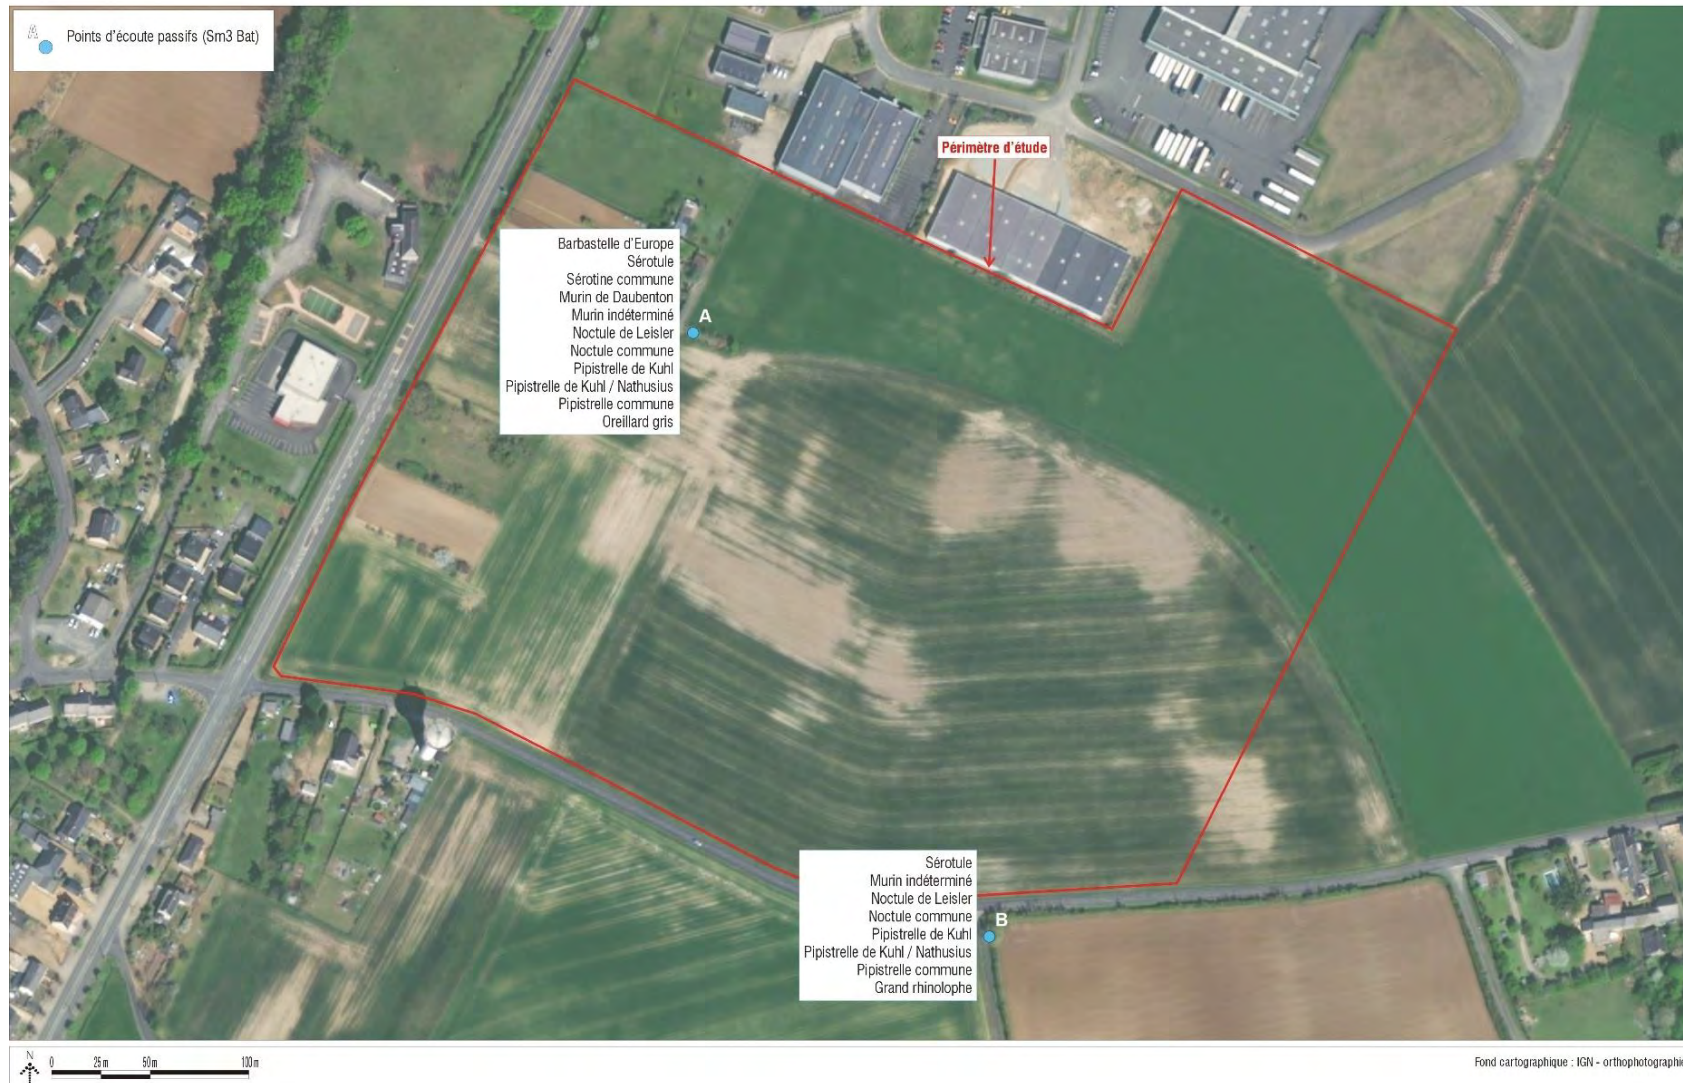 A
Points d'écoute passifs (Sm3 Bat)
Périmètre d'étude
Barbastelle d'Europe
Sérotule
Sérotine commune
Murin de Daubenton
Murin indéterminé
Noctule de Leisler
Noctule commune
Pipistrelle de Kuhl
Pipistrelle de Kuhl / Nathusius
Pipistrelle commune
Oreillard gris
A
Sérotule
Murin indéterminé
Noctule de Leisler
Noctule commune
Pipistrelle de Kuhl
Pipistrelle de Kuhl / Nathusius
Pipistrelle commune
Grand rhinolophe
B
N
0 25 m 50 m 100 m
Fond cartographique : IGN - orthophotographie